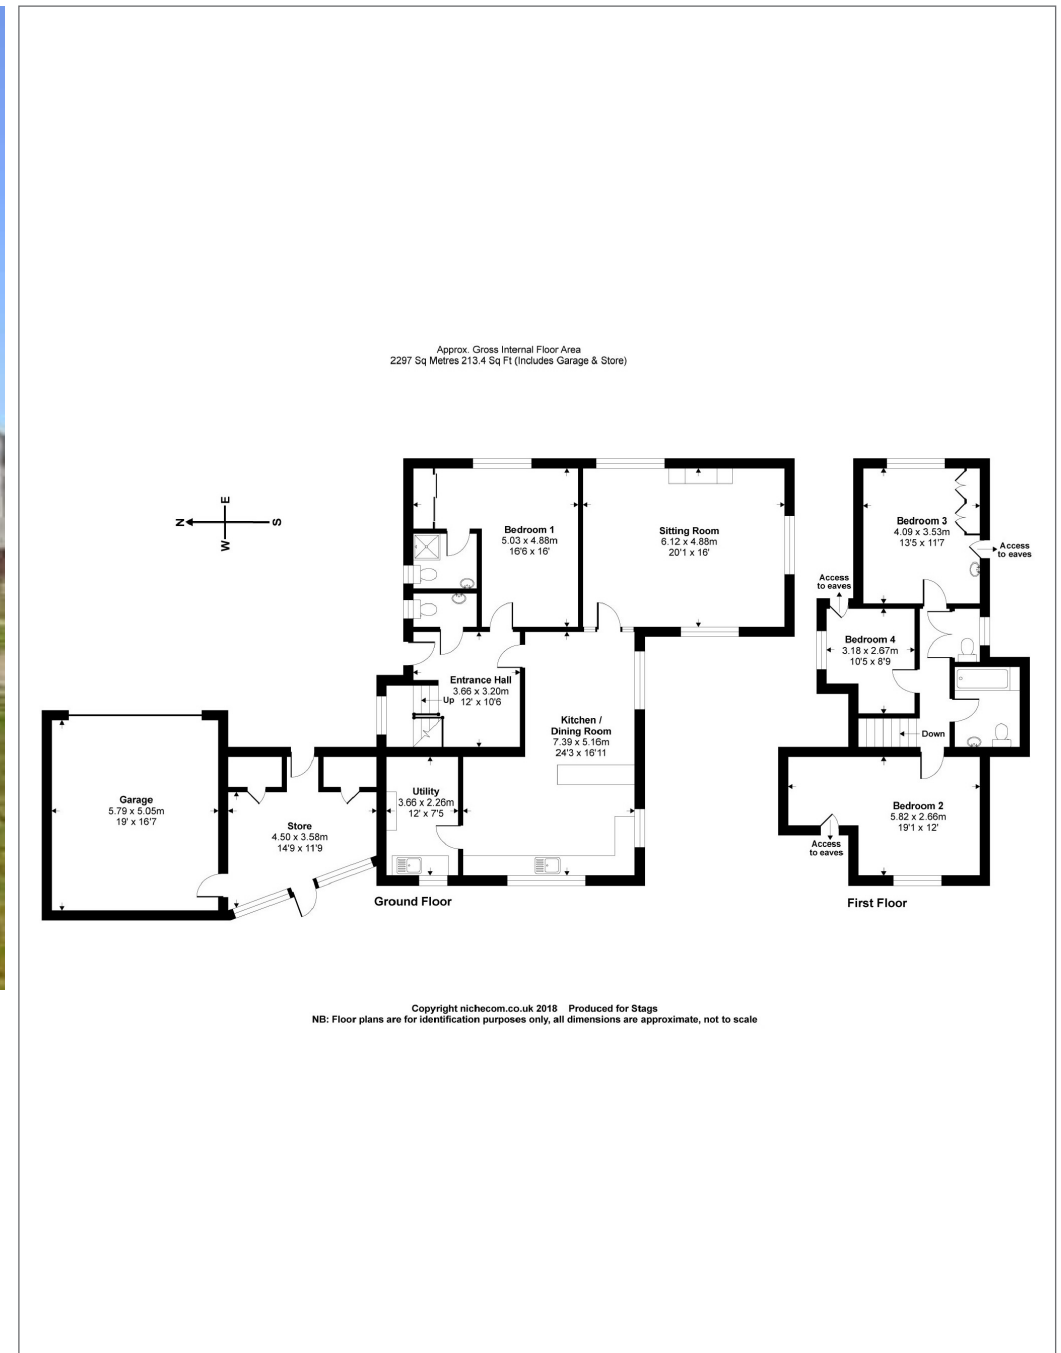 Approx. Gross Internal Floor Area
2297 Sq Metres 213.4 Sq Ft (Includes Garage & Store)
N
E
S
W
Bedroom 1
5.03 x 4.88m
16'6 x 16'
Sitting Room
6.12 x 4.88m
20'1 x 16'
Entrance Hall
3.66 x 3.20m
12' x 10'6
Up
Kitchen /
Dining Room
7.39 x 5.16m
24'3 x 16'11
Utility
3.66 x 2.26m
12' x 7'5
Garage
5.79 x 5.05m
19' x 16'7
Store
4.50 x 3.58m
14'9 x 11'9
Ground Floor
Bedroom 3
4.09 x 3.53m
13'5 x 11'7
Access
to eaves
Access
to eaves
Bedroom 4
3.18 x 2.67m
10'5 x 8'9
Down
Bedroom 2
5.82 x 2.66m
19'1 x 12'
Access
to eaves
First Floor
Copyright nichecom.co.uk 2018 Produced for Stags
NB: Floor plans are for identification purposes only, all dimensions are approximate, not to scale